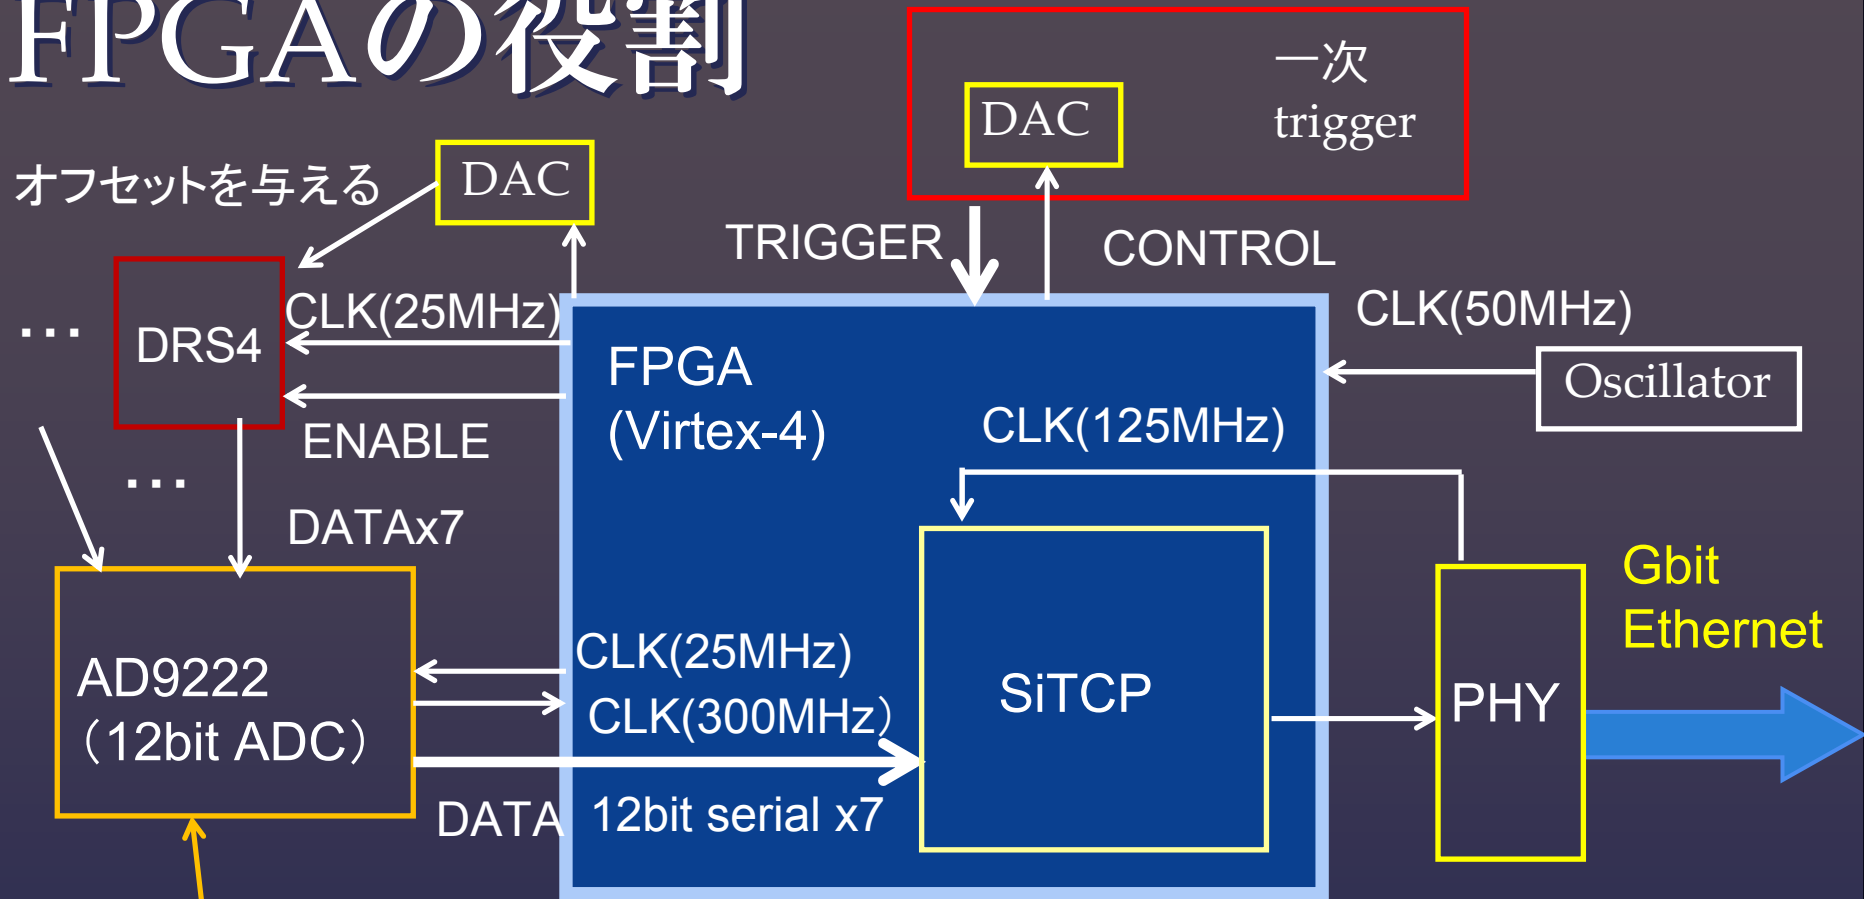 FPGAの役割
一次
trigger
DAC
オフセットを与える
DAC
TRIGGER
CONTROL
CLK(25MHz)
CLK(50MHz)
…
DRS4
FPGA
(Virtex-4)
Oscillator
ENABLE
CLK(125MHz)
…
DATAx7
Gbit
Ethernet
AD9222
（12bit ADC）
CLK(25MHz)
CLK(300MHz）
SiTCP
PHY
DATA
12bit serial x7